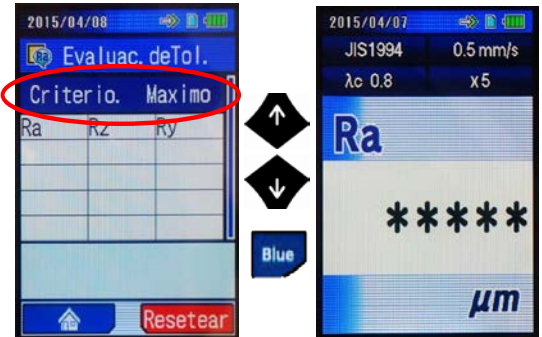 2015/04/08
Evaluac. deTol.
Criterio. Maximo
Ra Rz Ry
Resetear
Blue
2015/04/07
JIS1994 0.5 mm/s
λc 0.8 x5
Ra
*****
μm